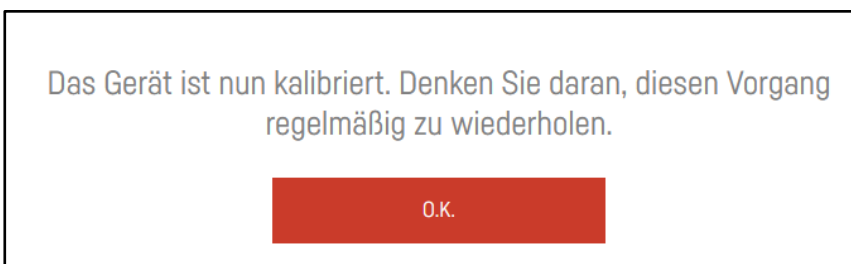 Das Gerät ist nun kalibriert. Denken Sie daran, diesen Vorgang
regelmäßig zu wiederholen.
O.K.